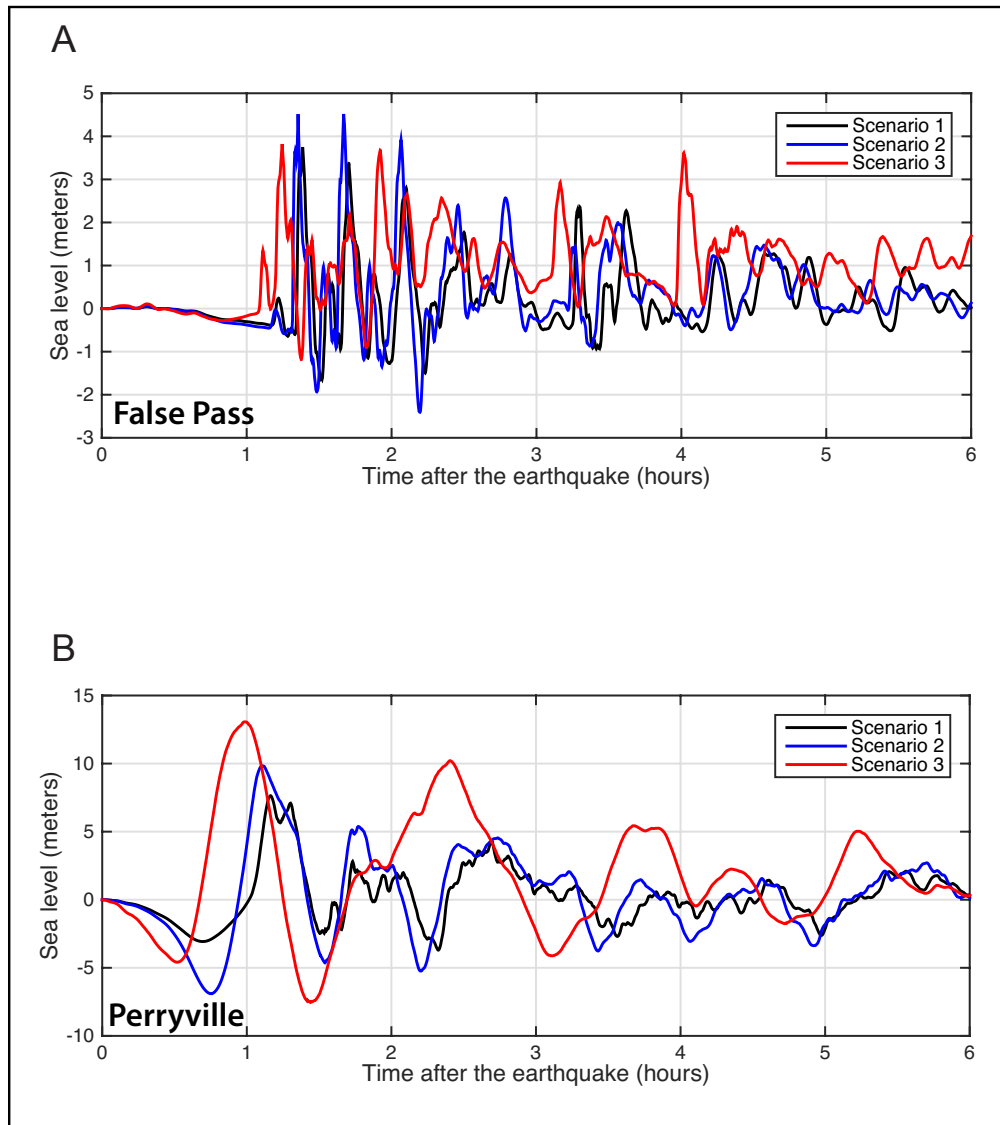 A
Sea level (meters)
5
4
3
2
1
0
-1
-2
-3
Scenario 1
Scenario 2
Scenario 3
False Pass
0 1 2 3 4 5 6
Time after the earthquake (hours)
B
Sea level (meters)
15
10
5
0
-5
-10
Scenario 1
Scenario 2
Scenario 3
Perryville
0 1 2 3 4 5 6
Time after the earthquake (hours)